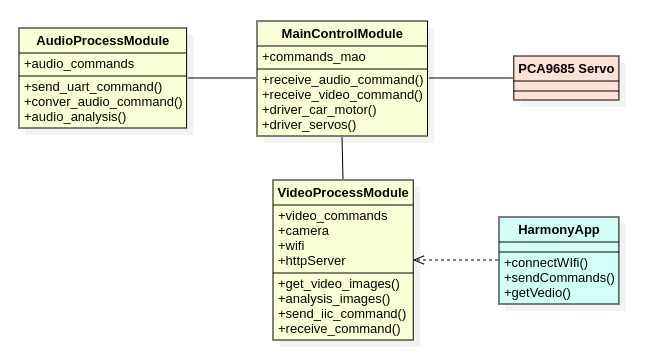 AudioProcessModule
+audio_commands
+send_uart_command()
+conver_audio_command()
+audio_analysis()
MainControlModule
+commands_mao
+receive_audio_command()
+receive_video_command()
+driver_car_motor()
+driver_servos()
PCA9685 Servo
VideoProcessModule
+video_commands
+camera
+wifi
+httpServer
+get_video_images()
+analysis_images()
+send_iic_command()
+receive_command()
HarmonyApp
+connectWIfi()
+sendCommands()
+getVedio()